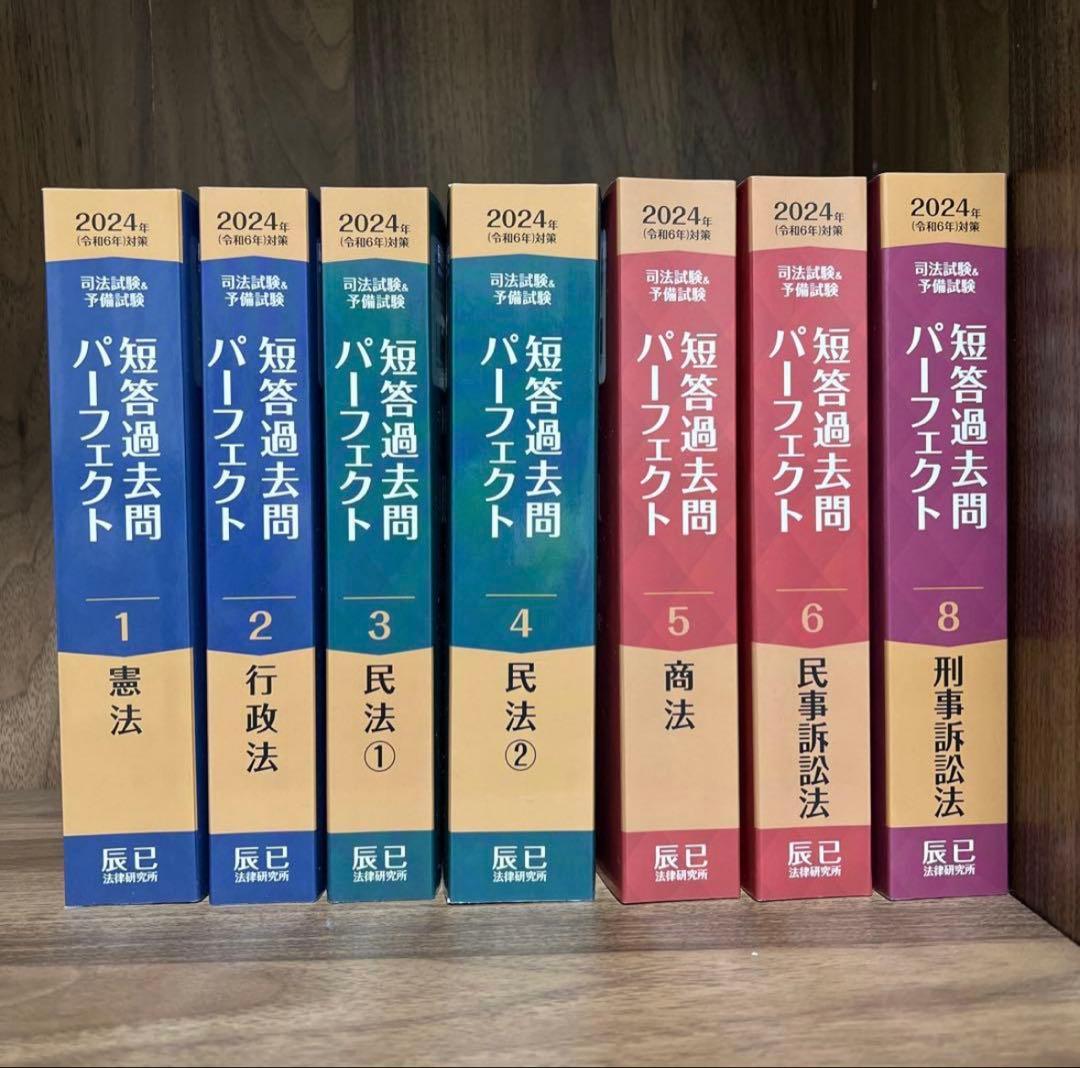 2024年
(令和6年)対策
司法試験&
予備試験
短答過去問
パーフェクト
1
憲法
辰已
法律研究所
2024年
(令和6年)対策
司法試験&
予備試験
短答過去問
パーフェクト
2
行政法
辰已
法律研究所
2024年
(令和6年)対策
司法試験&
予備試験
短答過去問
パーフェクト
3
民法①
辰已
法律研究所
2024年
(令和6年)対策
司法試験&
予備試験
短答過去問
パーフェクト
4
民法②
辰已
法律研究所
2024年
(令和6年)対策
司法試験&
予備試験
短答過去問
パーフェクト
5
商法
辰已
法律研究所
2024年
(令和6年)対策
司法試験&
予備試験
短答過去問
パーフェクト
6
民事訴訟法
辰已
法律研究所
2024年
(令和6年)対策
司法試験&
予備試験
短答過去問
パーフェクト
8
刑事訴訟法
辰已
法律研究所